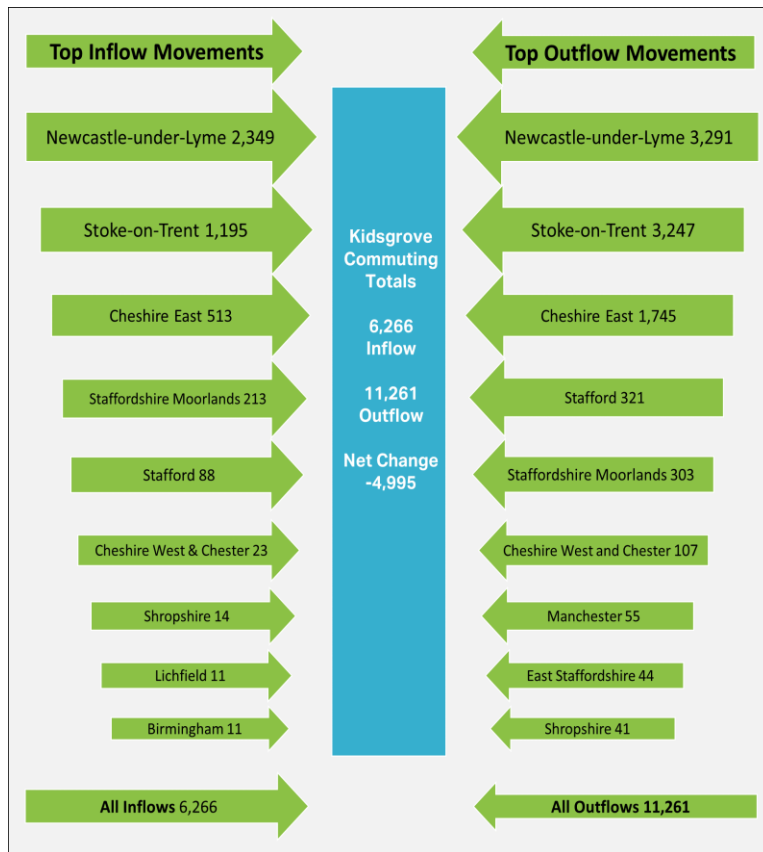 Top Inflow Movements
Top Outflow Movements
Newcastle-under-Lyme 2,349
Newcastle-under-Lyme 3,291
Stoke-on-Trent 1,195
Stoke-on-Trent 3,247
Kidsgrove
Commuting
Totals
6,266
Inflow
11,261
Outflow
Net Change
-4,995
Cheshire East 513
Cheshire East 1,745
Staffordshire Moorlands 213
Stafford 321
Stafford 88
Staffordshire Moorlands 303
Cheshire West & Chester 23
Cheshire West and Chester 107
Shropshire 14
Manchester 55
Lichfield 11
East Staffordshire 44
Birmingham 11
Shropshire 41
All Inflows 6,266
All Outflows 11,261